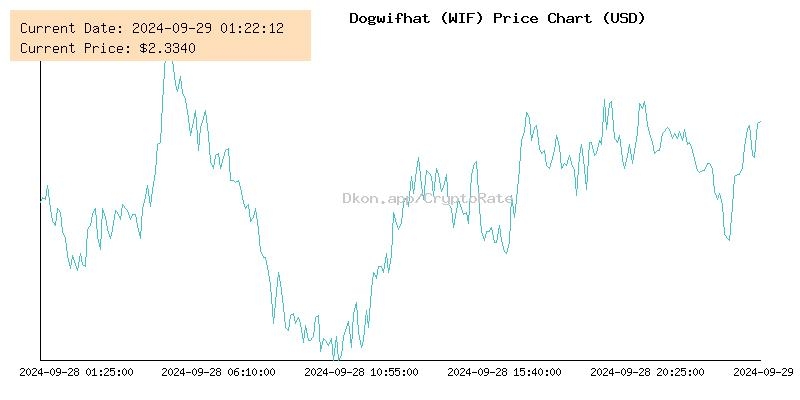 Dogwifhat (WIF) Price Chart (USD)
Current Date: 2024-09-29 01:22:12
Current Price: $2.3340
Dkon.app/CryptoRate
2024-09-28 01:25:00 2024-09-28 06:10:00 2024-09-28 10:55:00 2024-09-28 15:40:00 2024-09-28 20:25:00 2024-09-29